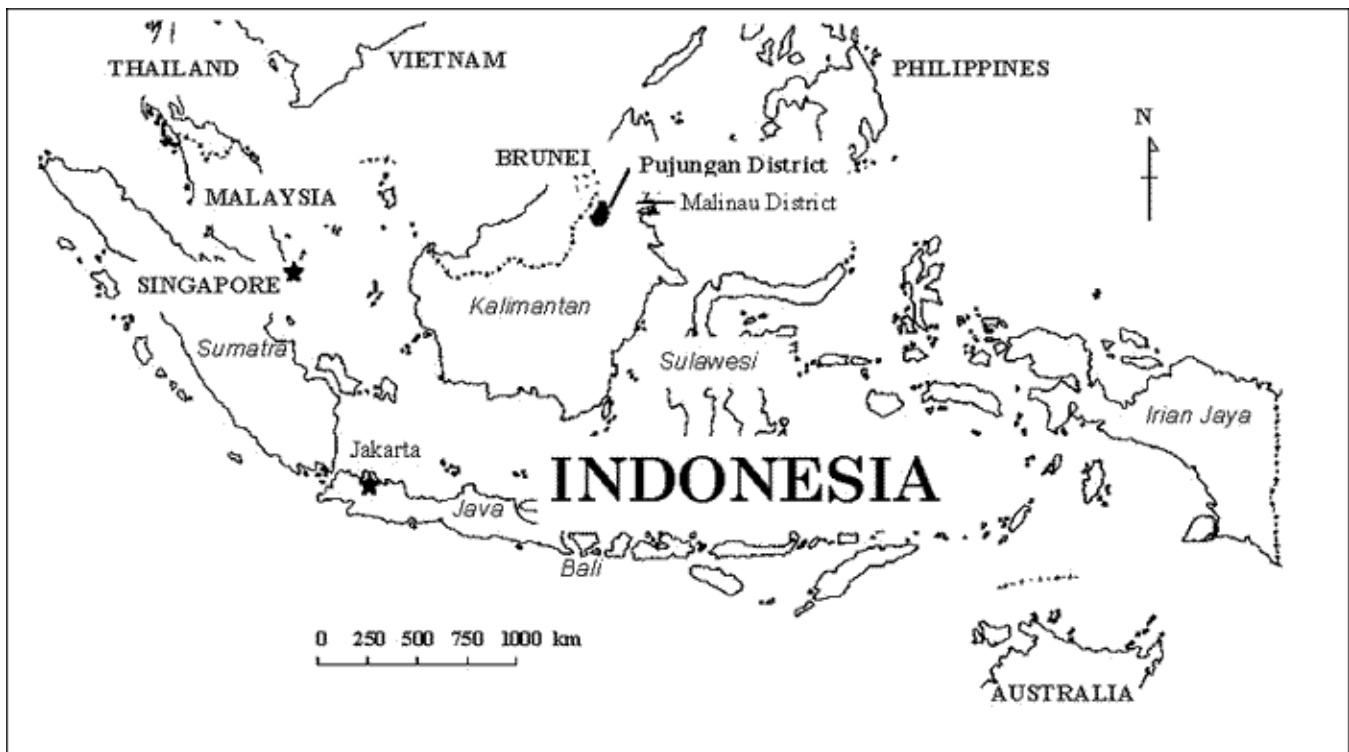 THAILAND
VIETNAM
PHILIPPINES
N
BRUNEI
Pujungan District
MALAYSIA
Malinau District
SINGAPORE
Kalimantan
Sumatra
Sulawesi
Irian Jaya
Jakarta
INDONESIA
Java
Bali
0 250 500 750 1000 km
AUSTRALIA